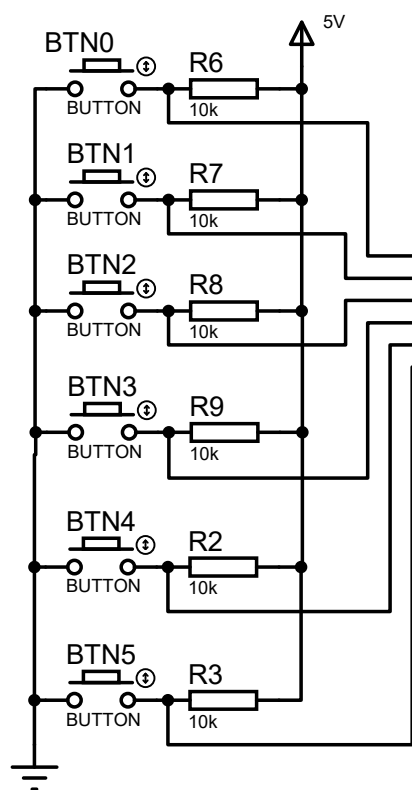 5V
BTN0
R6
BUTTON
10k
BTN1
R7
BUTTON
10k
BTN2
R8
BUTTON
10k
BTN3
R9
BUTTON
10k
BTN4
R2
BUTTON
10k
BTN5
R3
BUTTON
10k